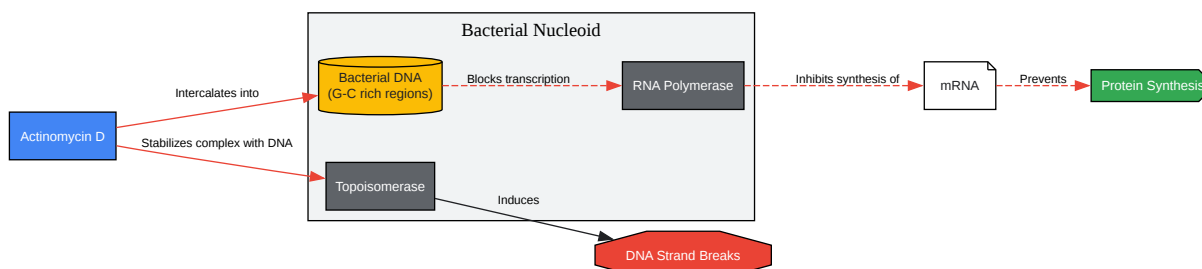 Bacterial Nucleoid
Bacterial DNA
(G-C rich regions)
Blocks transcription
RNA Polymerase
Inhibits synthesis of
mRNA
Prevents
Protein Synthesis
Intercalates into
Actinomycin D
Stabilizes complex with DNA
Topoisomerase
Induces
DNA Strand Breaks